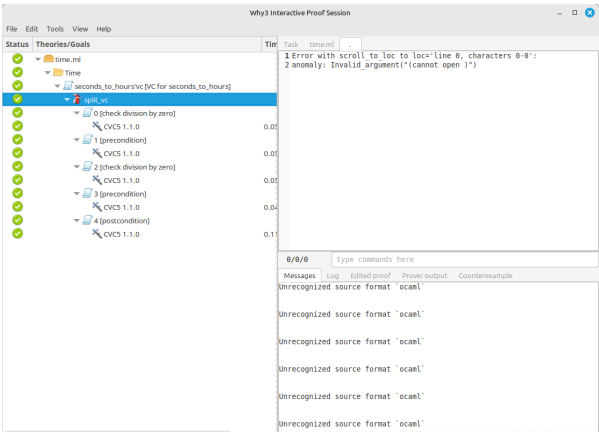 Why3 Interactive Proof Session
File Edit Tools View Help
Status Theories/Goals Tim
time.ml
Time
seconds_to_hours'vc [VC for seconds_to_hours]
split_vc
0 [check division by zero]
CVC5 1.1.0 0.05
1 [precondition]
CVC5 1.1.0 0.05
2 [check division by zero]
CVC5 1.1.0 0.05
3 [precondition]
CVC5 1.1.0 0.04
4 [postcondition]
CVC5 1.1.0 0.11
Task time.ml ..
1 Error with scroll_to_loc to loc='line 0, characters 0-0':
2 anomaly: Invalid_argument("(cannot open )")
0/0/0 type commands here
Messages Log Edited proof Prover output Counterexample
Unrecognized source format `ocaml`
Unrecognized source format `ocaml`
Unrecognized source format `ocaml`
Unrecognized source format `ocaml`
Unrecognized source format `ocaml`
Unrecognized source format `ocaml`